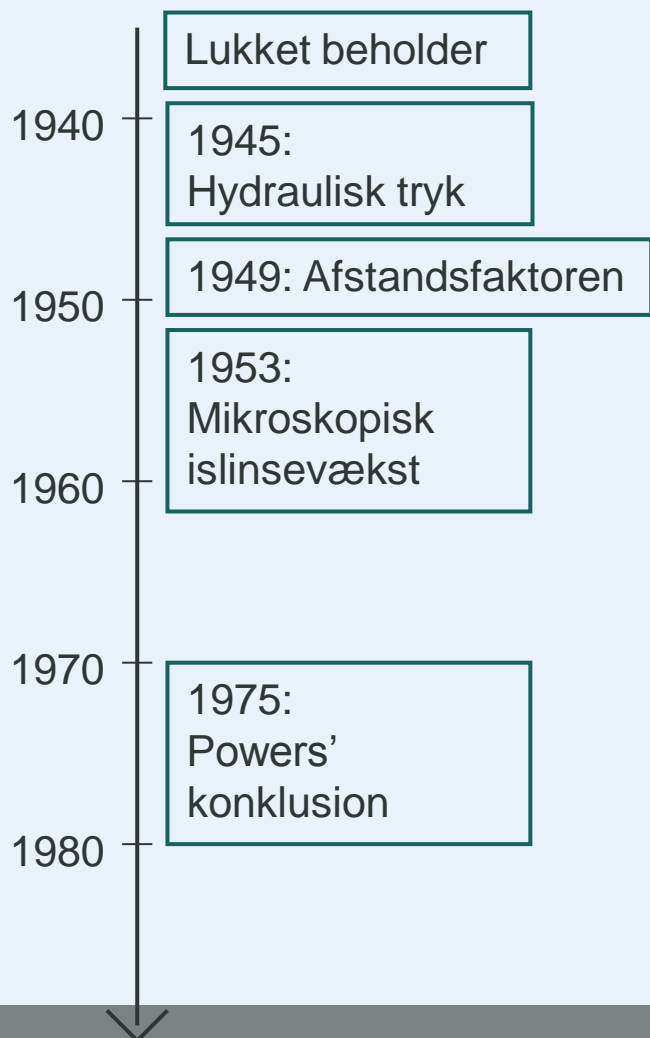 Lukket beholder
1940
1945:
Hydraulisk tryk
1949: Afstandsfaktoren
1950
1953:
Mikroskopisk
islinsevækst
1960
1970
1975:
Powers’
konklusion
1980